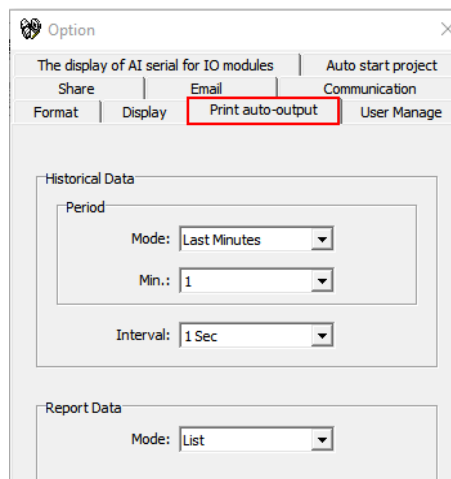 Option
The display of AI serial for IO modules Auto start project
Share Email Communication
Format Display Print auto-output User Manage
Historical Data
Period
Mode: Last Minutes
Min.: 1
Interval: 1 Sec
Report Data
Mode: List